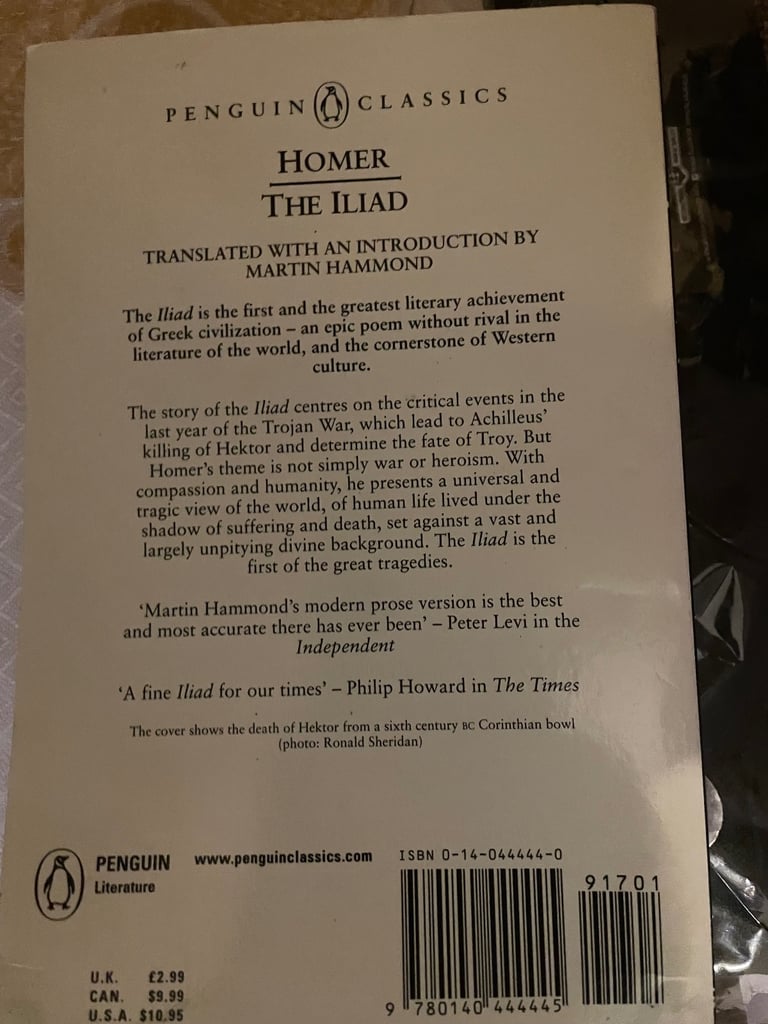 PENGUIN CLASSICS
HOMER
THE ILIAD
TRANSLATED WITH AN INTRODUCTION BY
MARTIN HAMMOND
The Iliad is the first and the greatest literary achievement
of Greek civilization – an epic poem without rival in the
literature of the world, and the cornerstone of Western
culture.
The story of the Iliad centres on the critical events in the
last year of the Trojan War, which lead to Achilleus'
killing of Hektor and determine the fate of Troy. But
Homer's theme is not simply war or heroism. With
compassion and humanity, he presents a universal and
tragic view of the world, of human life lived under the
shadow of suffering and death, set against a vast and
largely unpitying divine background. The Iliad is the
first of the great tragedies.
'Martin Hammond's modern prose version is the best
and most accurate there has ever been' – Peter Levi in the
Independent
'A fine Iliad for our times' – Philip Howard in The Times
The cover shows the death of Hektor from a sixth century BC Corinthian bowl
(photo: Ronald Sheridan)
PENGUIN
Literature
www.penguinclassics.com
ISBN 0-14-044444-0
91701
9 780140 444445
U.K. £2.99
CAN. $9.99
U.S.A. $10.95